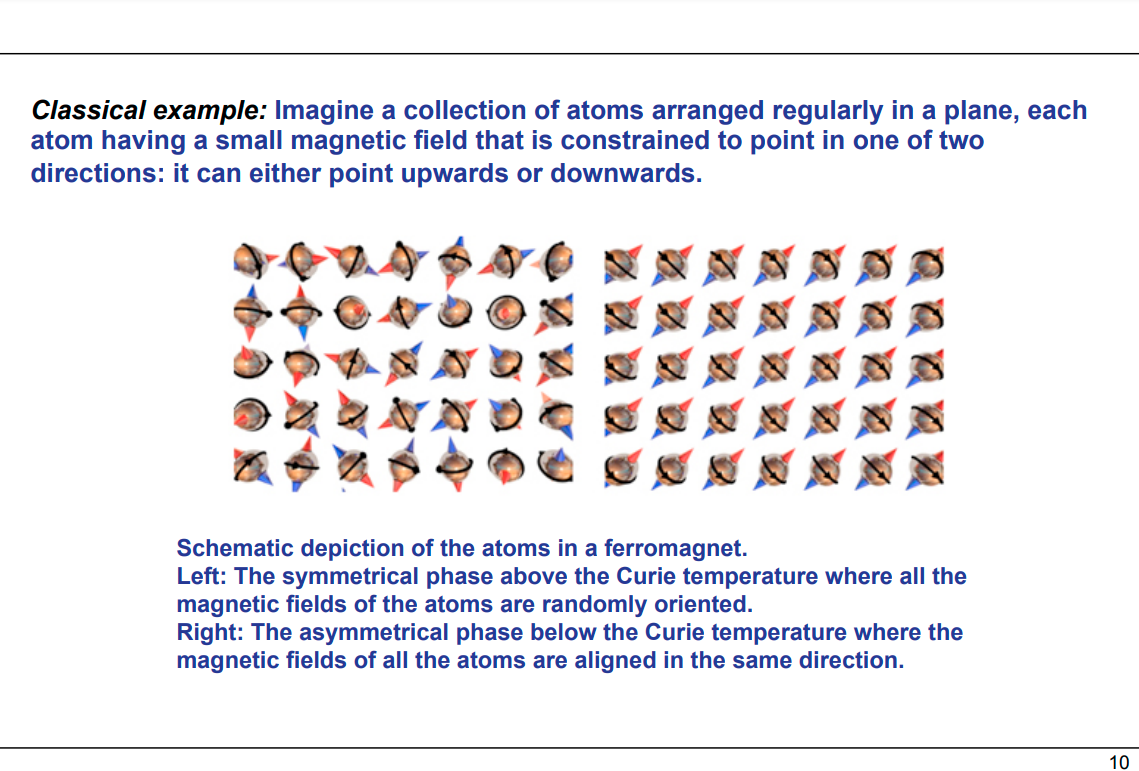 Classical example: Imagine a collection of atoms arranged regularly in a plane, each
atom having a small magnetic field that is constrained to point in one of two
directions: it can either point upwards or downwards.
Schematic depiction of the atoms in a ferromagnet.
Left: The symmetrical phase above the Curie temperature where all the
magnetic fields of the atoms are randomly oriented.
Right: The asymmetrical phase below the Curie temperature where the
magnetic fields of all the atoms are aligned in the same direction.
10